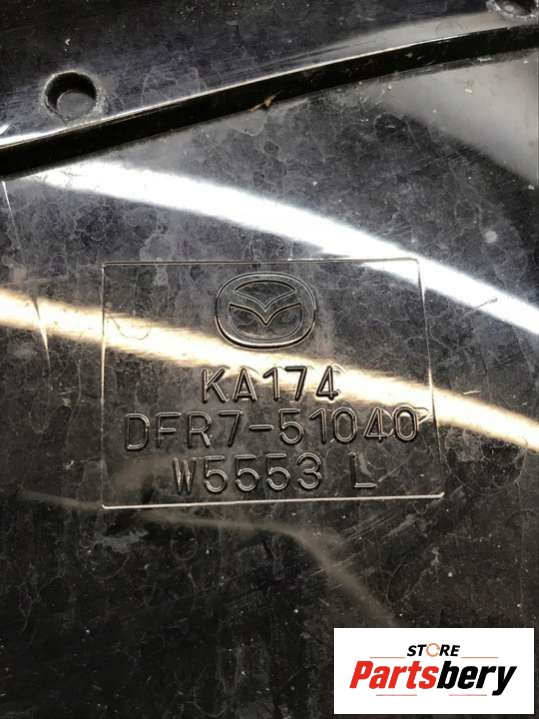 KA174
DFR7-51040
W5553 L
STORE
Partsbery